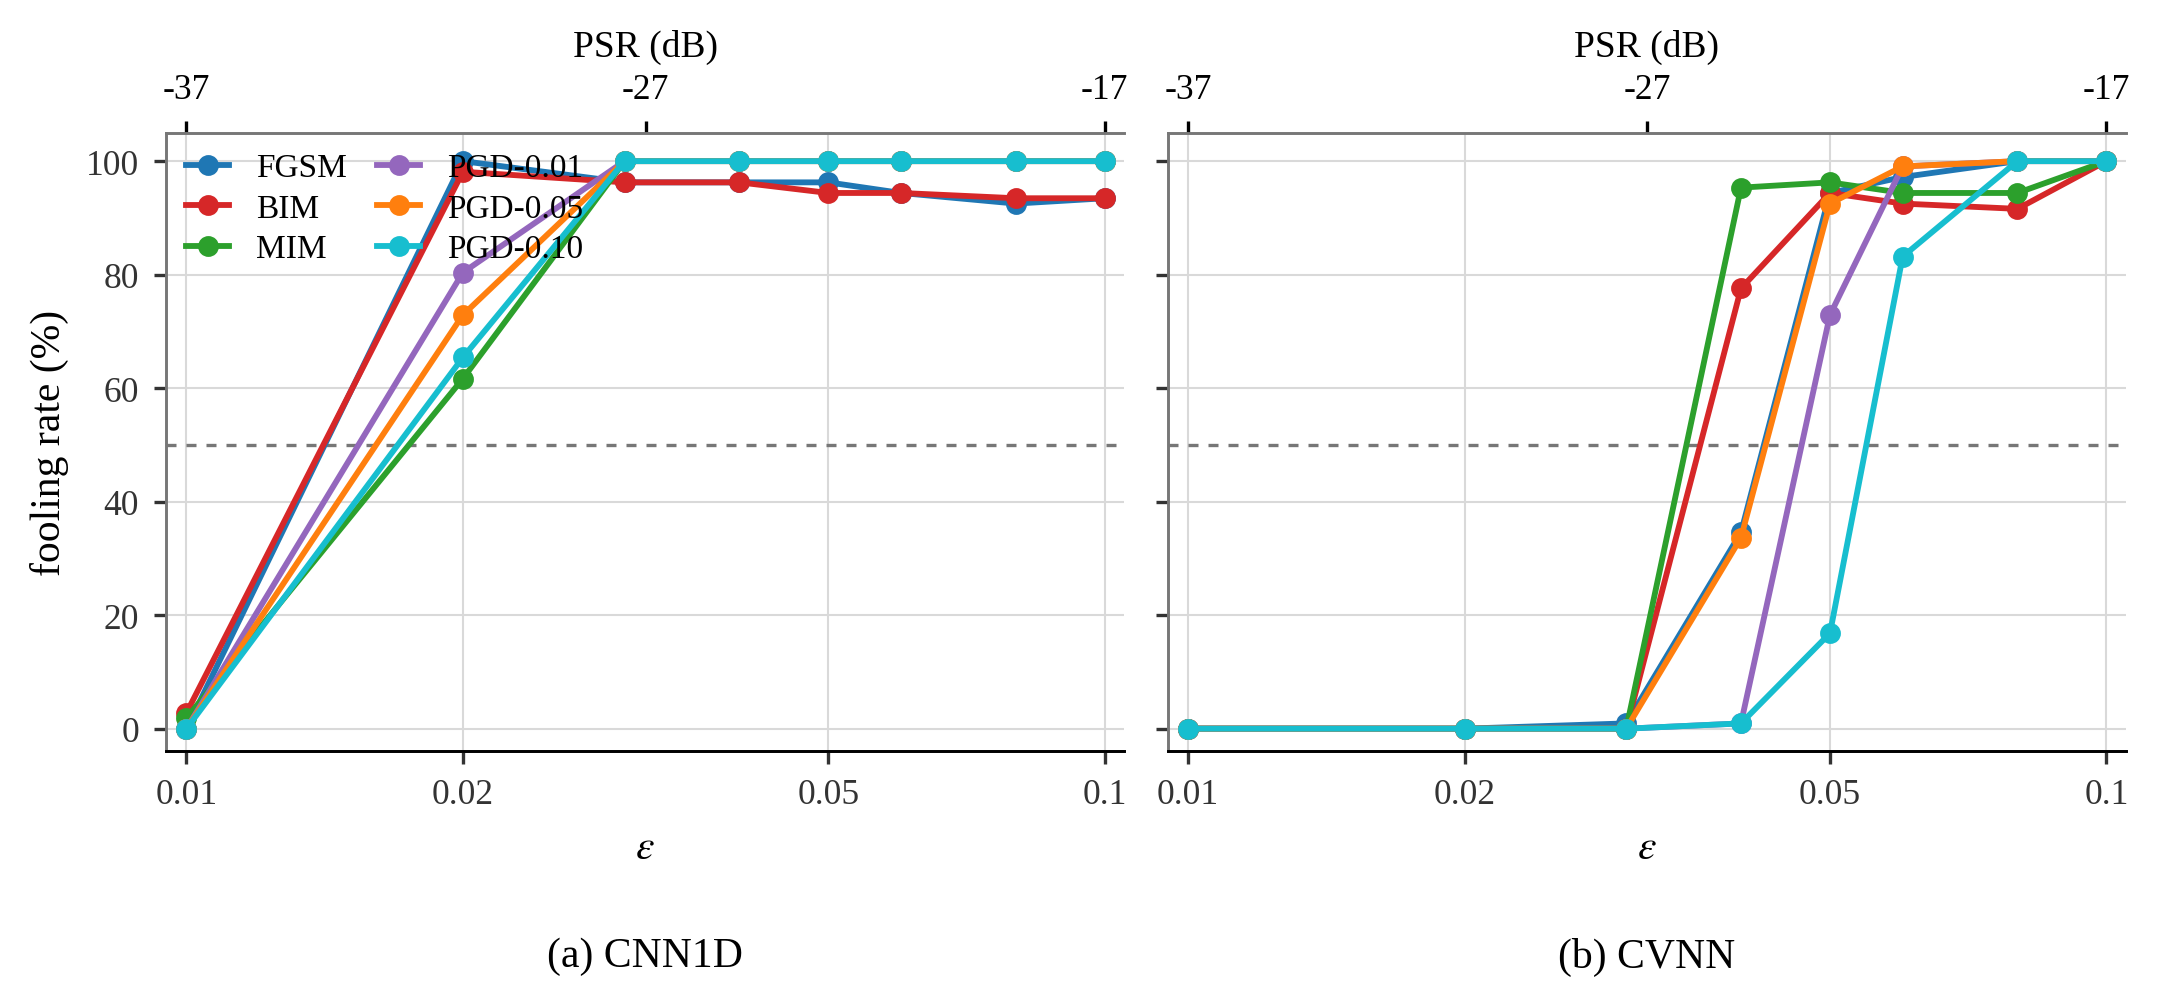 PSR (dB)
-37 -27 -17
FGSM PGD-0.01
BIM PGD-0.05
MIM PGD-0.10
100
80
60
40
20
0
fooling rate (%)
0.01 0.02 0.05 0.1
ε
(a) CNN1D
PSR (dB)
-37 -27 -17
0.01 0.02 0.05 0.1
ε
(b) CVNN